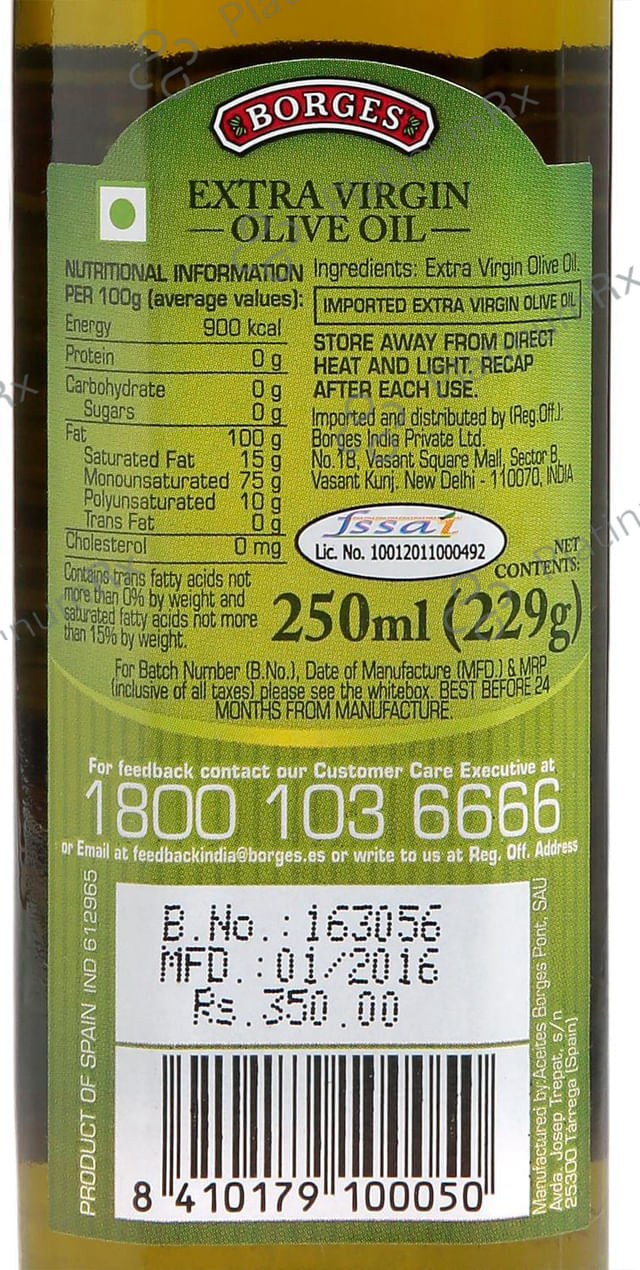 BORGES
EXTRA VIRGIN
—OLIVE OIL—
NUTRITIONAL INFORMATION
PER 100g (average values):
Energy 900 kcal
Protein 0 g
Carbohydrate 0 g
Sugars 0 g
Fat 100 g
Saturated Fat 15 g
Monounsaturated 75 g
Polyunsaturated 10 g
Trans Fat 0 g
Cholesterol 0 mg
Contains trans fatty acids not
more than 0% by weight and
saturated fatty acids not more
than 15% by weight.
Ingredients: Extra Virgin Olive Oil.
IMPORTED EXTRA VIRGIN OLIVE OIL
STORE AWAY FROM DIRECT
HEAT AND LIGHT. RECAP
AFTER EACH USE.
Imported and distributed by (Reg.Off.):
Borges India Private Ltd.
No.18, Vasant Square Mall, Sector B,
Vasant Kunj. New Delhi - 110070, INDIA
fssai
Lic. No. 10012011000492
NET
CONTENTS:
250ml (229g)
For Batch Number (B.No.), Date of Manufacture (MFD.) & MRP
(inclusive of all taxes) please see the whitebox. BEST BEFORE 24
MONTHS FROM MANUFACTURE.
For feedback contact our Customer Care Executive at
1800 103 6666
or Email at feedbackindia@borges.es or write to us at Reg. Off. Address
PRODUCT OF SPAIN IND 612965
B.No.:163056
MFD.:01/2016
Rs.350.00
8 410179 100050
Manufactured by:Aceites Borges Pont, SAU
Avda. Josep Trepat, s/n
25300 Tàrrega (Spain)
PlatinumRx